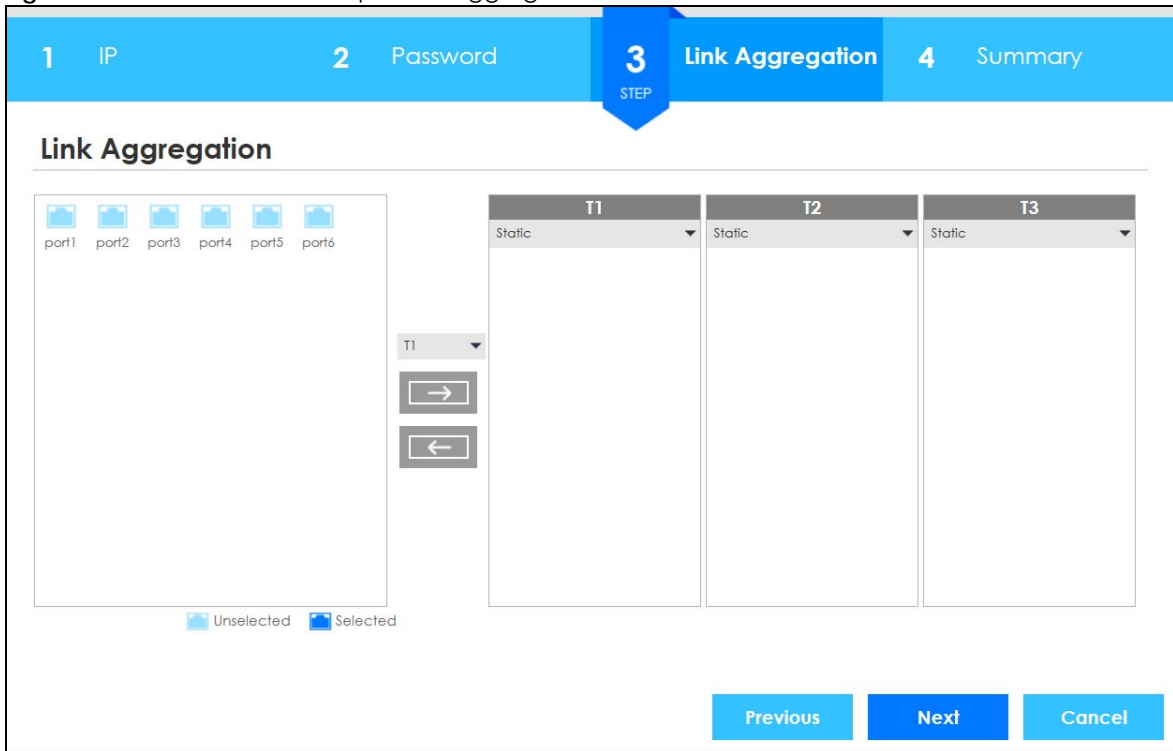 1 IP 2 Password 3 Link Aggregation 4 Summary
STEP
Link Aggregation
T1 T2 T3
Static Static Static
port1 port2 port3 port4 port5 port6
T1
Unselected Selected
Previous Next Cancel